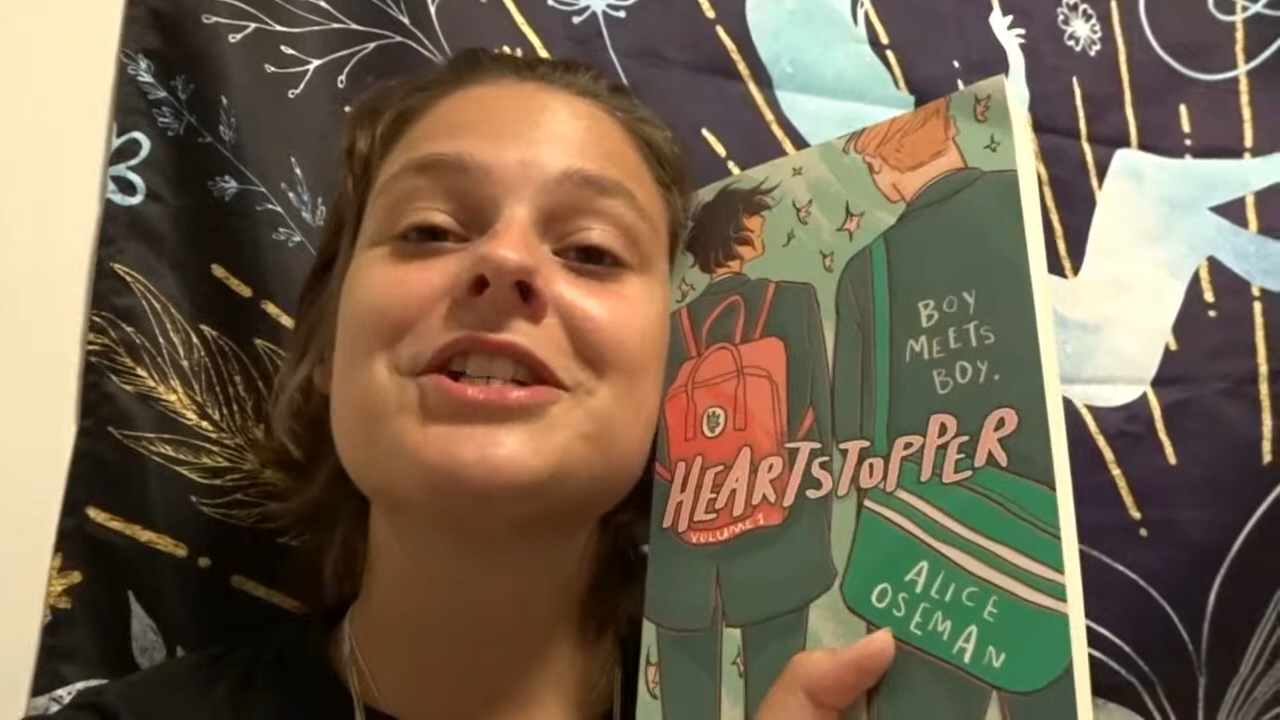 BOY
MEETS
BOY.
HEARTSTOPPER
VOLUME 1
ALICE
OSEMAN